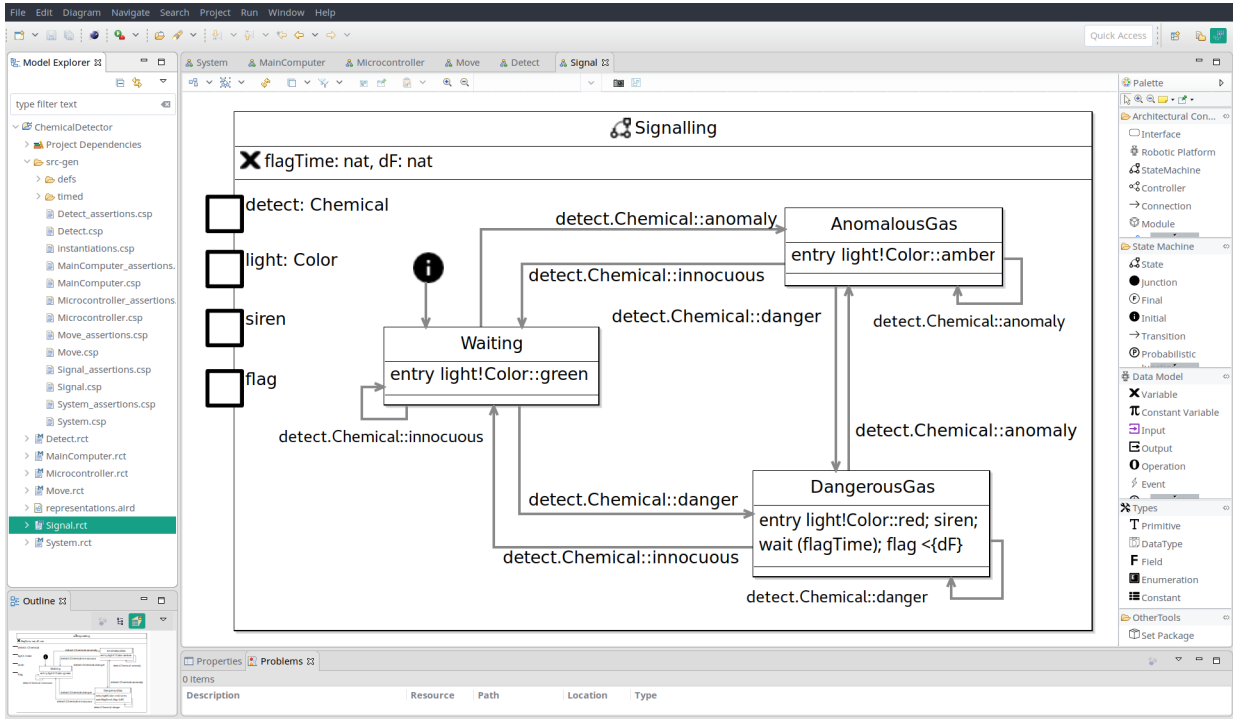 File Edit Diagram Navigate Search Project Run Window Help
Quick Access
Model Explorer
type filter text
ChemicalDetector
Project Dependencies
src-gen
defs
timed
Detect_assertions.csp
Detect.csp
Instantiations.csp
MainComputer_assertions.
MainComputer.csp
Microcontroller_assertions
Microcontroller.csp
Move_assertions.csp
Move.csp
Signal_assertions.csp
Signal.csp
System_assertions.csp
System.csp
Detect.rct
MainComputer.rct
Microcontroller.rct
Move.rct
representations.aird
Signal.rct
System.rct
Outline
System MainComputer Microcontroller Move Detect Signal
Signalling
flagTime: nat, dF: nat
detect: Chemical
light: Color
siren
flag
detect.Chemical::anomaly
AnomalousGas
entry light!Color::amber
detect.Chemical::innocuous
detect.Chemical::danger
detect.Chemical::anomaly
Waiting
entry light!Color::green
detect.Chemical::innocuous
detect.Chemical::anomaly
detect.Chemical::danger
DangerousGas
entry light!Color::red; siren;
wait (flagTime); flag <{dF}
detect.Chemical::innocuous
detect.Chemical::danger
Properties Problems
0 items
Description Resource Path Location Type
Palette
Architectural Con...
Interface
Robotic Platform
StateMachine
Controller
Connection
Module
State Machine
State
Junction
Final
Initial
Transition
Probabilistic
Data Model
Variable
Constant Variable
Input
Output
Operation
Event
Types
Primitive
DataType
Field
Enumeration
Constant
OtherTools
Set Package